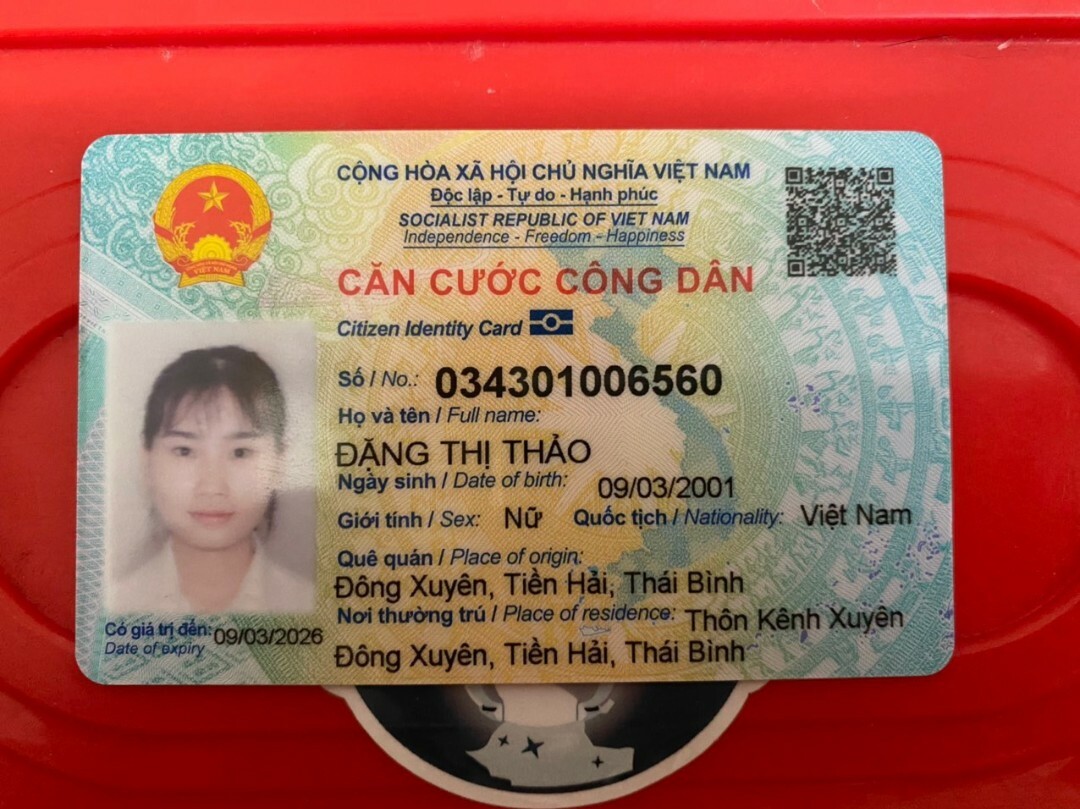 CỘNG HÒA XÃ HỘI CHỦ NGHĨA VIỆT NAM
Độc lập - Tự do - Hạnh phúc
SOCIALIST REPUBLIC OF VIET NAM
Independence - Freedom - Happiness
CĂN CƯỚC CÔNG DÂN
Citizen Identity Card
Số / No.: 034301006560
Họ và tên / Full name:
ĐẶNG THỊ THẢO
Ngày sinh / Date of birth: 09/03/2001
Giới tính / Sex: Nữ Quốc tịch / Nationality: Việt Nam
Quê quán / Place of origin:
Đông Xuyên, Tiền Hải, Thái Bình
Nơi thường trú / Place of residence: Thôn Kênh Xuyên
Đông Xuyên, Tiền Hải, Thái Bình
Có giá trị đến: 09/03/2026
Date of expiry
VIỆT NAM